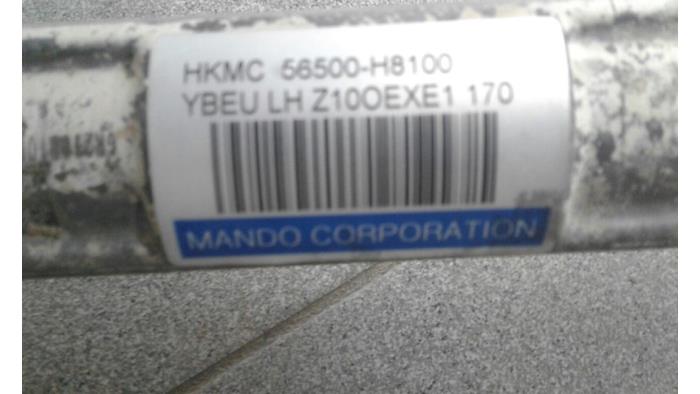 HKMC 56500-H8100
YBEU LH Z10OEXE1 170
MANDO CORPORATION